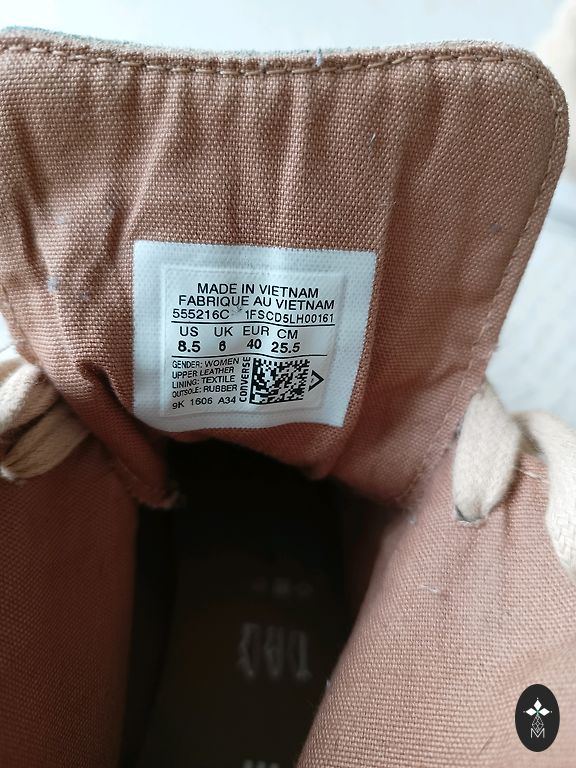 MADE IN VIETNAM
FABRIQUE AU VIETNAM
555216C 1FSCD5LH00161
US UK EUR CM
8.5 6 40 25.5
GENDER: WOMEN
UPPER: LEATHER
LINING: TEXTILE
OUTSOLE: RUBBER
9K 1606 A34
CONVERSE
M